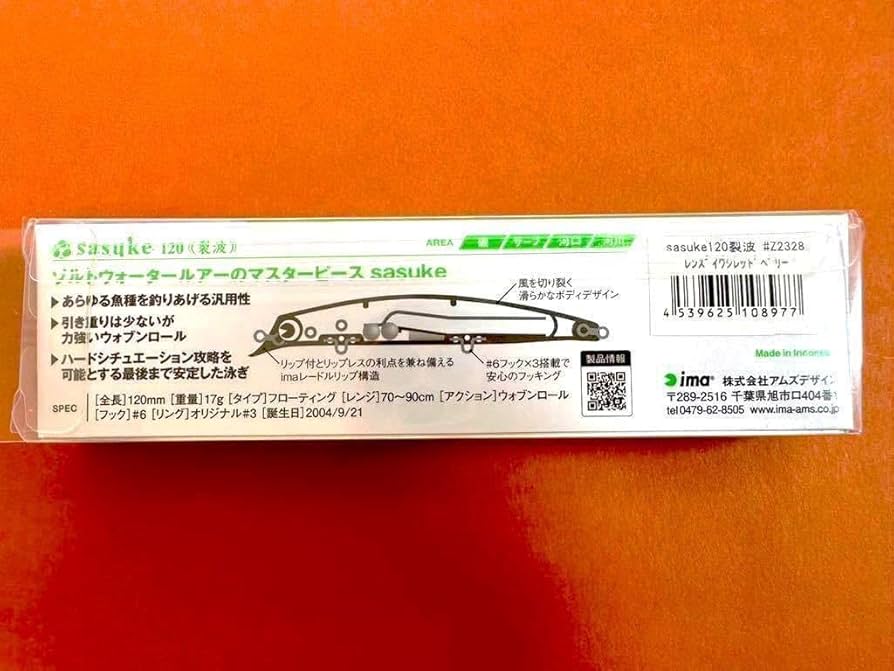 sasuke 120《裂波》
AREA 磯 サーフ 河口 河川
ソルトウォータールアーのマスターピース sasuke
▶あらゆる魚種を釣りあげる汎用性
▶引き重りは少ないが
力強いウォブンロール
▶ハードシチュエーション攻略を
可能とする最後まで安定した泳ぎ
風を切り裂く
滑らかなボディデザイン
リップ付とリップレスの利点を兼ね備える
imaレードルリップ構造
#6フック×3搭載で
安心のフッキング
製品情報
SPEC
[全長]120mm [重量]17g [タイプ]フローティング [レンジ]70〜90cm [アクション]ウォブンロール
[フック]#6 [リング]オリジナル#3 [誕生日]2004/9/21
sasuke120裂波 #Z2328
ﾚﾝｽﾞｲﾜｼﾚｯﾄﾞﾍﾞﾘｰ
4 539625 108977
Made in Indones
ima® 株式会社アムズデザイン
〒289-2516 千葉県旭市ロ404番1
tel 0479-62-8505 www.ima-ams.co.jp